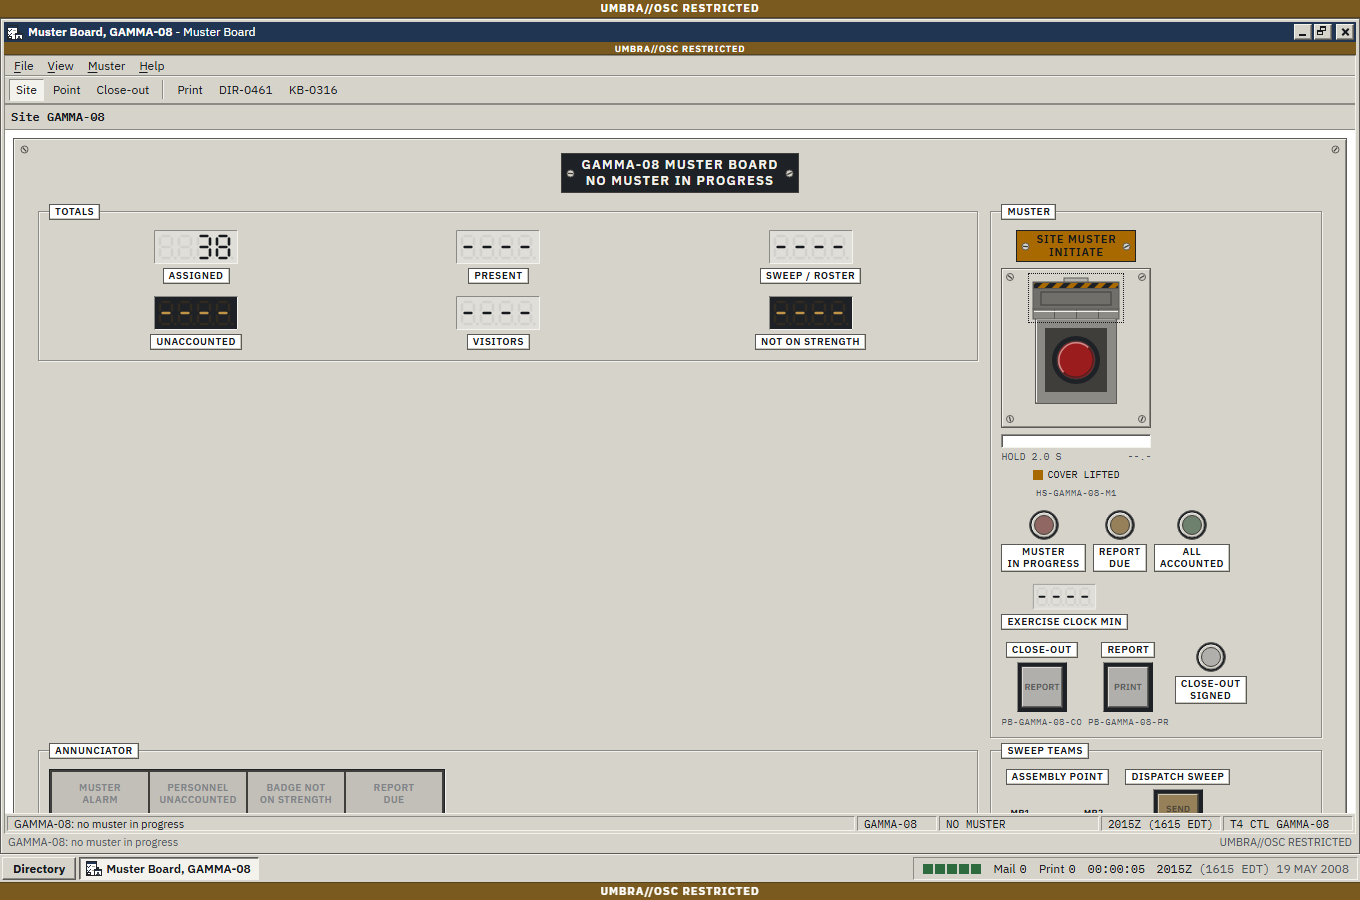 UMBRA//OSC RESTRICTED
Muster Board, GAMMA-08 - Muster Board
UMBRA//OSC RESTRICTED
File View Muster Help
Site Point Close-out Print DIR-0461 KB-0316
Site GAMMA-08
GAMMA-08 MUSTER BOARD
NO MUSTER IN PROGRESS
TOTALS
38
ASSIGNED
----
PRESENT
----
SWEEP / ROSTER
----
UNACCOUNTED
----
VISITORS
----
NOT ON STRENGTH
MUSTER
SITE MUSTER
INITIATE
HOLD 2.0 S --.-
COVER LIFTED
HS-GAMMA-08-M1
MUSTER
IN PROGRESS
REPORT
DUE
ALL
ACCOUNTED
----
EXERCISE CLOCK MIN
CLOSE-OUT
REPORT
REPORT
PRINT
CLOSE-OUT
SIGNED
PB-GAMMA-08-CO PB-GAMMA-08-PR
ANNUNCIATOR
MUSTER
ALARM
PERSONNEL
UNACCOUNTED
BADGE NOT
ON STRENGTH
REPORT
DUE
SWEEP TEAMS
ASSEMBLY POINT
DISPATCH SWEEP
SEND
GAMMA-08: no muster in progress GAMMA-08 NO MUSTER 2015Z (1615 EDT) T4 CTL GAMMA-08
GAMMA-08: no muster in progress UMBRA//OSC RESTRICTED
Directory Muster Board, GAMMA-08 Mail 0 Print 0 00:00:05 2015Z (1615 EDT) 19 MAY 2008
UMBRA//OSC RESTRICTED